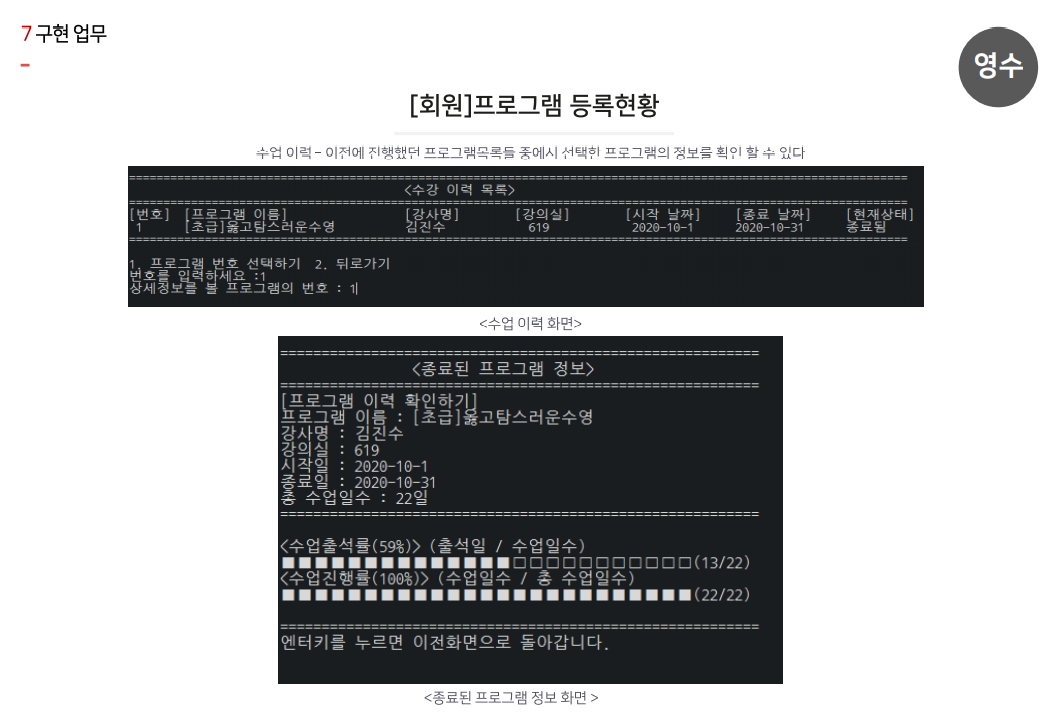 7 구현 업무
영수
[회원]프로그램 등록현황
수업 이력 – 이전에 진행했던 프로그램목록들 중에서 선택한 프로그램의 정보를 확인 할 수 있다
<수강 이력 목록>
[번호] [프로그램 이름] [강사명] [강의실] [시작 날짜] [종료 날짜] [현재상태]
1 [초급]옳고탐스러운수영 김진수 619 2020-10-1 2020-10-31 종료됨
1. 프로그램 번호 선택하기 2. 뒤로가기
번호를 입력하세요 :1
상세정보를 볼 프로그램의 번호 : 1
<수업 이력 화면>
<종료된 프로그램 정보>
[프로그램 이력 확인하기]
프로그램 이름 : [초급]옳고탐스러운수영
강사명 : 김진수
강의실 : 619
시작일 : 2020-10-1
종료일 : 2020-10-31
총 수업일수 : 22일
<수업출석률(59%)> (출석일 / 수업일수)
■■■■■■■■■■■■■■□□□□□□□□□□□(13/22)
<수업진행률(100%)> (수업일수 / 총 수업일수)
■■■■■■■■■■■■■■■■■■■■■■■■■(22/22)
엔터키를 누르면 이전화면으로 돌아갑니다.
<종료된 프로그램 정보 화면 >